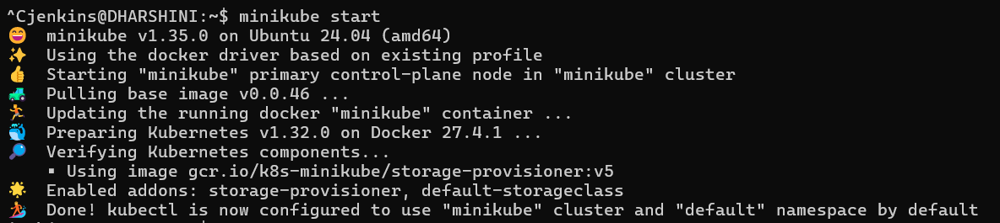 ^Cjenkins@DHARSHINI:~$ minikube start
😄  minikube v1.35.0 on Ubuntu 24.04 (amd64)
✨  Using the docker driver based on existing profile
👍  Starting "minikube" primary control-plane node in "minikube" cluster
🚜  Pulling base image v0.0.46 ...
🏃  Updating the running docker "minikube" container ...
🐳  Preparing Kubernetes v1.32.0 on Docker 27.4.1 ...
🔎  Verifying Kubernetes components...
    ▪ Using image gcr.io/k8s-minikube/storage-provisioner:v5
🌟  Enabled addons: storage-provisioner, default-storageclass
🏄  Done! kubectl is now configured to use "minikube" cluster and "default" namespace by default